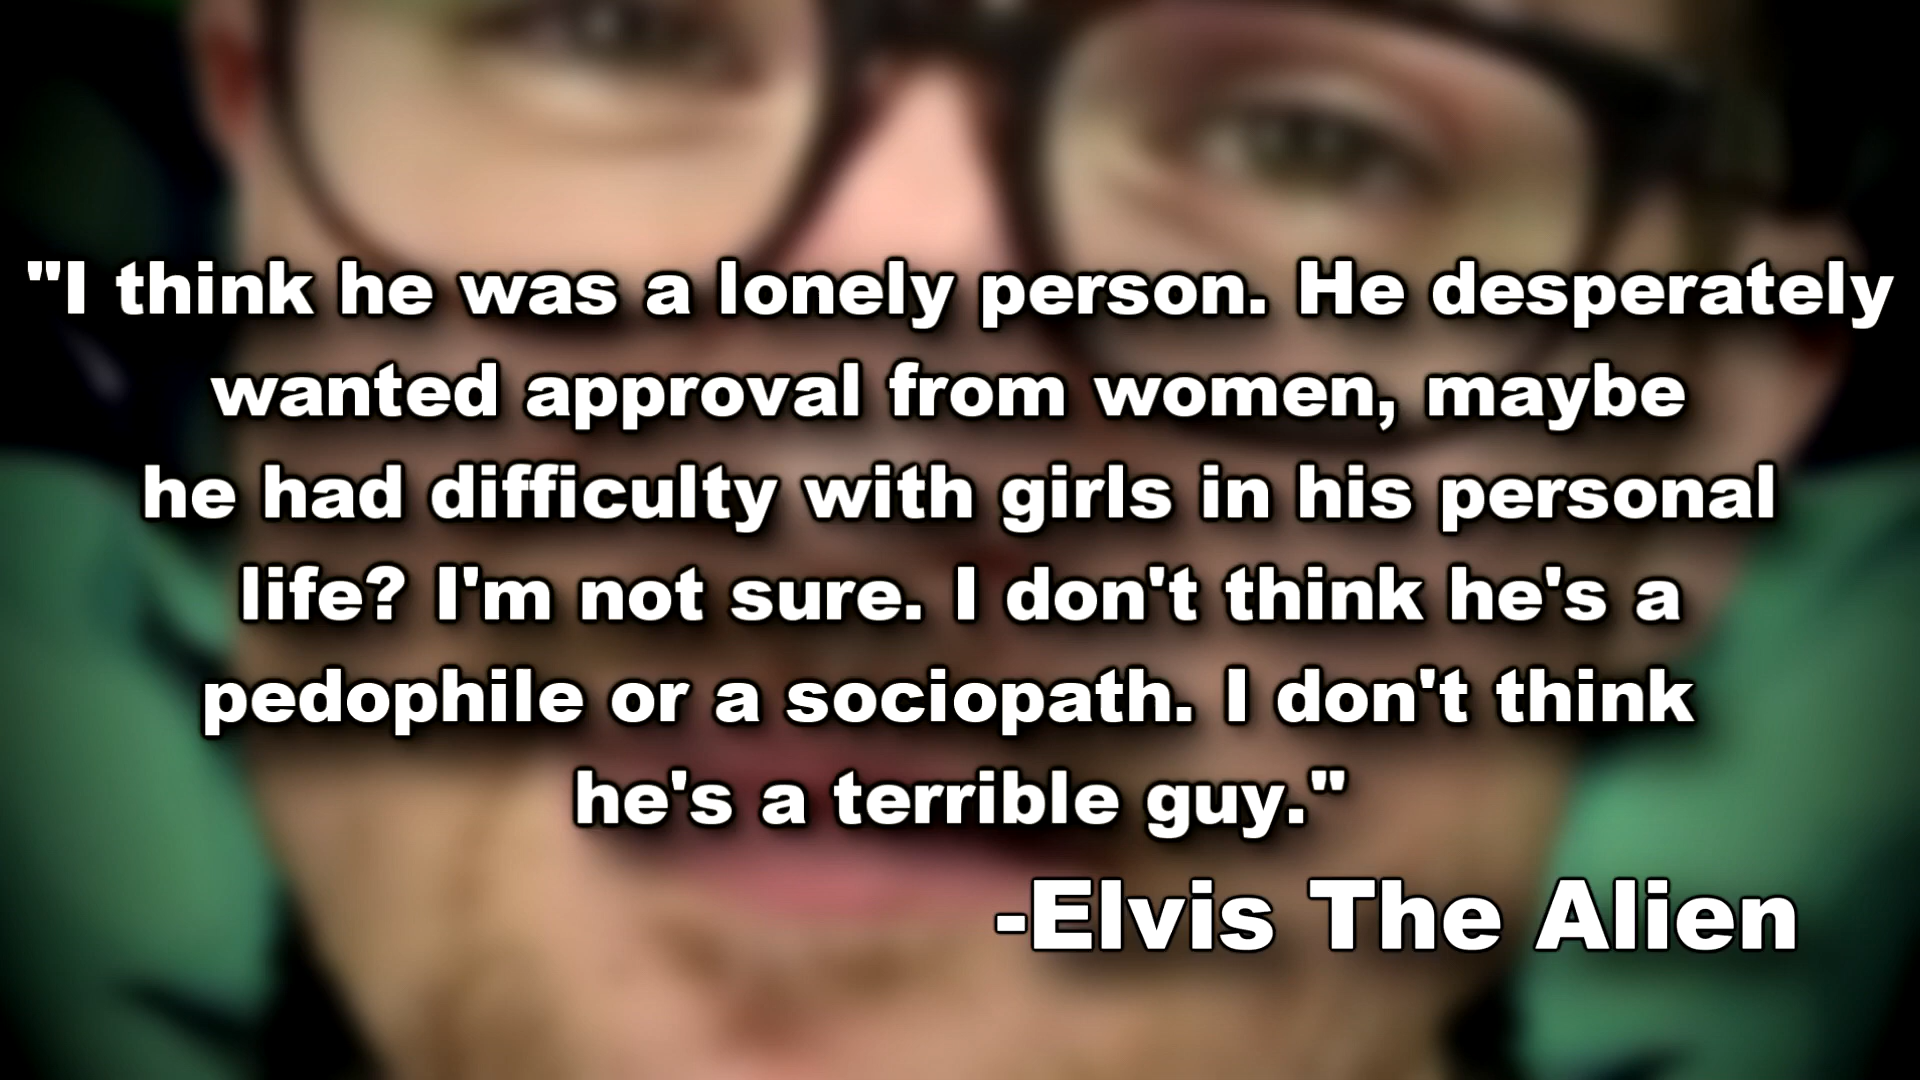 "I think he was a lonely person. He desperately
wanted approval from women, maybe
he had difficulty with girls in his personal
life? I'm not sure. I don't think he's a
pedophile or a sociopath. I don't think
he's a terrible guy."
-Elvis The Alien